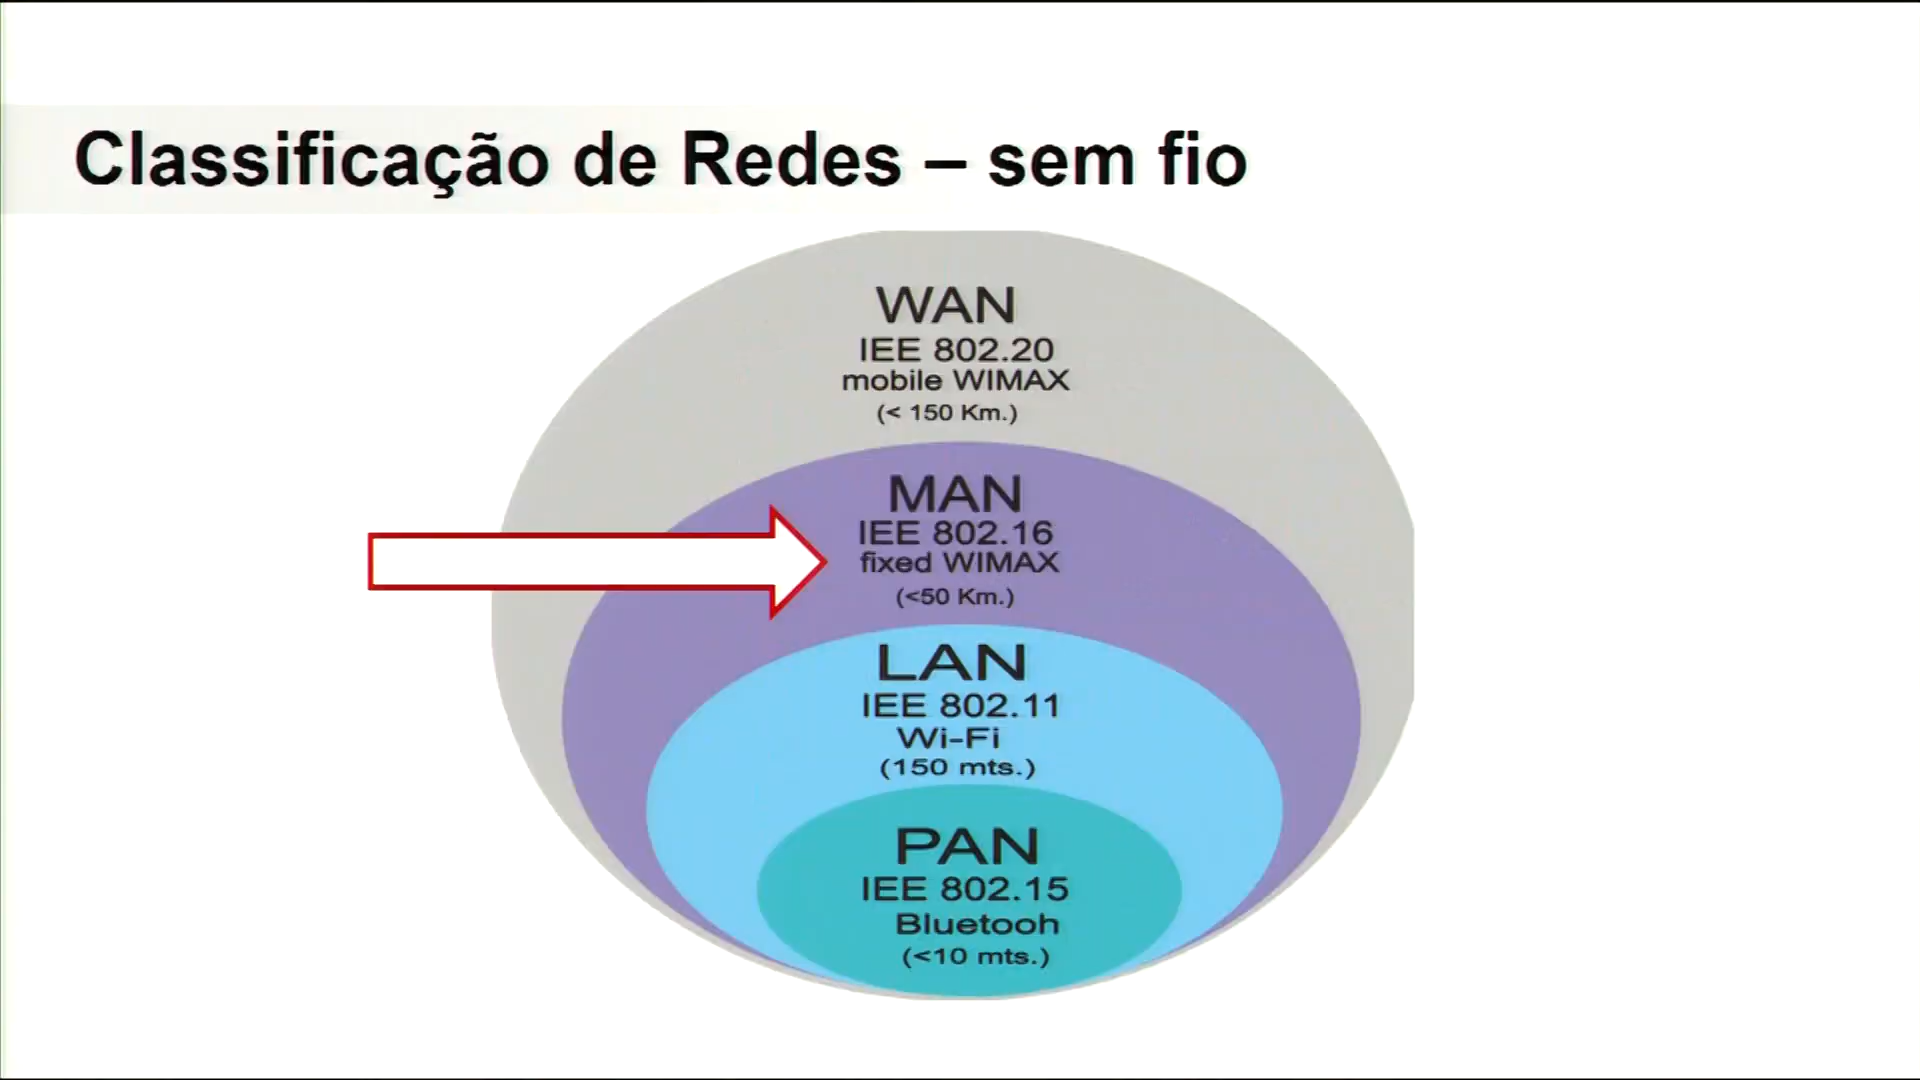 Classificação de Redes – sem fio
WAN
IEE 802.20
mobile WIMAX
(< 150 Km.)
MAN
IEE 802.16
fixed WIMAX
(<50 Km.)
LAN
IEE 802.11
Wi-Fi
(150 mts.)
PAN
IEE 802.15
Bluetooh
(<10 mts.)